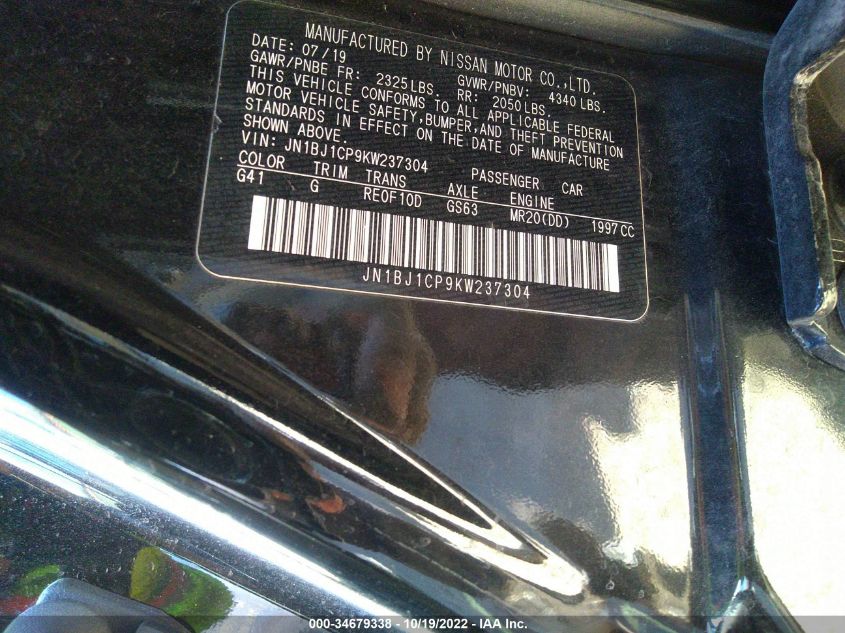 MANUFACTURED BY NISSAN MOTOR CO.,LTD.
DATE: 07/19 GVWR/PNBV: 4340 LBS.
GAWR/PNBE FR: 2325LBS. RR: 2050LBS.
THIS VEHICLE CONFORMS TO ALL APPLICABLE FEDERAL
MOTOR VEHICLE SAFETY,BUMPER,AND THEFT PREVENTION
STANDARDS IN EFFECT ON THE DATE OF MANUFACTURE
SHOWN ABOVE.
VIN: JN1BJ1CP9KW237304 PASSENGER CAR
COLOR TRIM TRANS AXLE ENGINE
G41 G REOF10D GS63 MR20(DD) 1997CC
JN1BJ1CP9KW237304
000-34679338 - 10/19/2022 - IAA Inc.